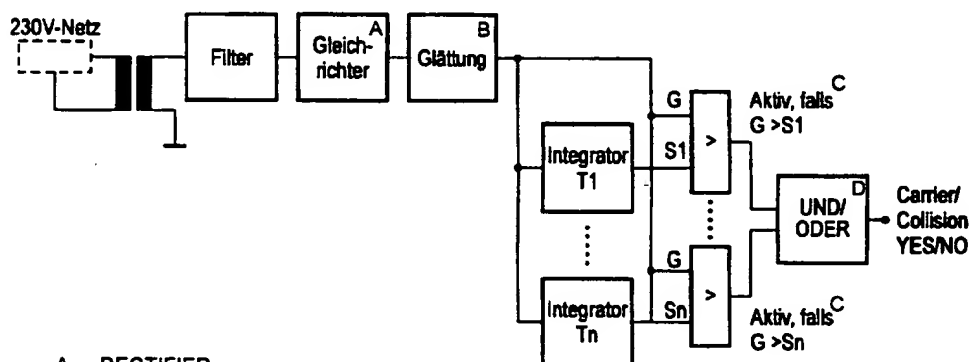 230V-Netz
Filter
Gleich-
richter
A
Glättung
B
G
S1
>
Aktiv, falls C
G >S1
Integrator
T1
UND/
ODER
D
Carrier/
Collision
YES/NO
G
Sn
>
Integrator
Tn
Aktiv, falls C
G >Sn
A RECTIFIER